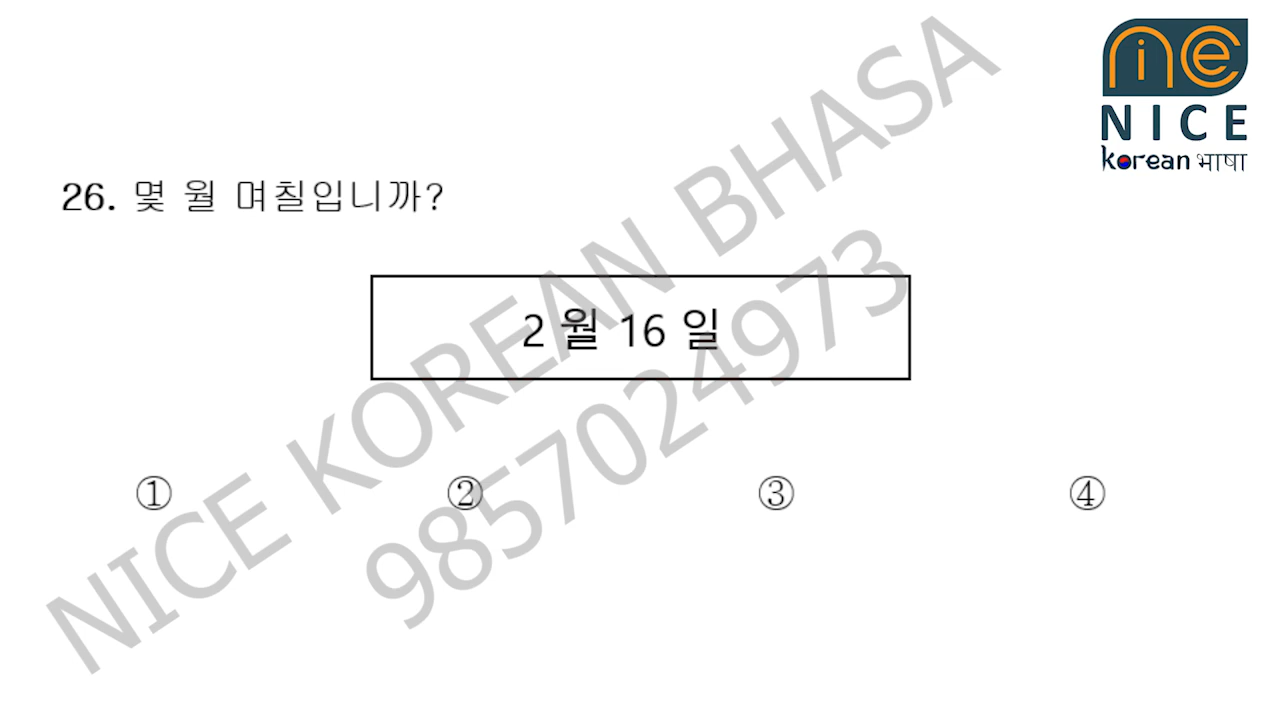 nie
NICE
korean भाषा
26. 몇 월 며칠입니까?
2 월 16 일
① ② ③ ④
NICE KOREAN BHASA
9857024973